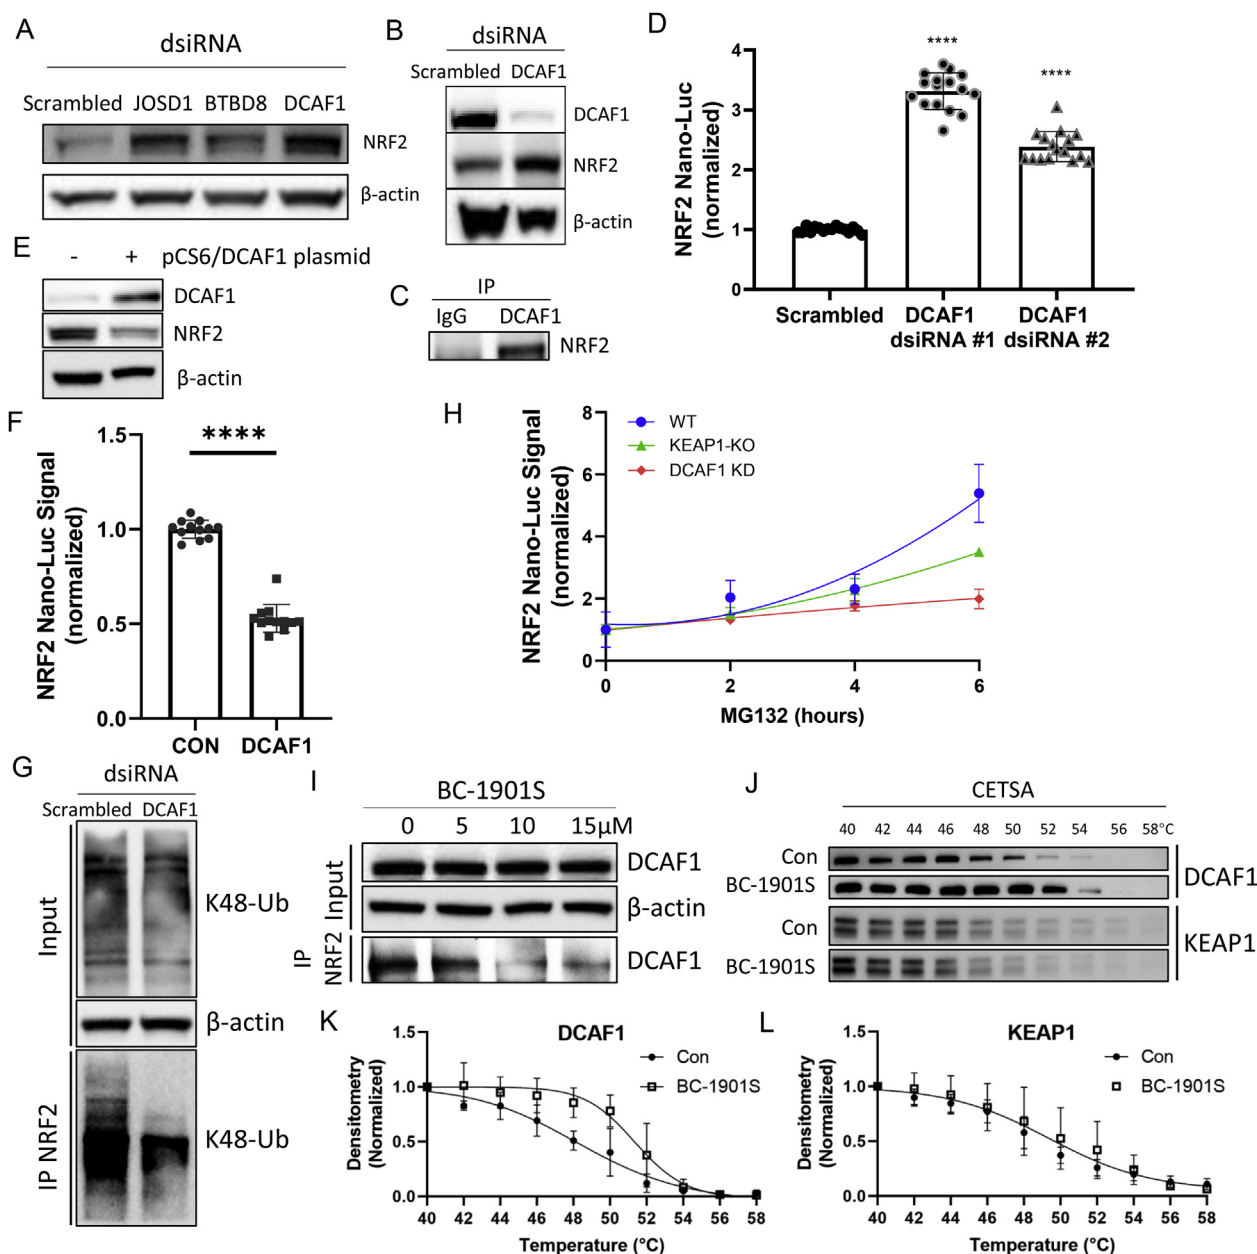 A
dsiRNA
Scrambled JOSD1 BTBD8 DCAF1
NRF2
β-actin
B
dsiRNA
Scrambled DCAF1
DCAF1
NRF2
β-actin
C
IP
IgG DCAF1
NRF2
D
NRF2 Nano-Luc
(normalized)
4
3
2
1
0
****
****
Scrambled
DCAF1
dsiRNA #1
DCAF1
dsiRNA #2
E
- + pCS6/DCAF1 plasmid
DCAF1
NRF2
β-actin
F
NRF2 Nano-Luc Signal
(normalized)
1.5
1.0
0.5
0.0
****
CON DCAF1
H
NRF2 Nano-Luc Signal
(normalized)
8
6
4
2
0
WT
KEAP1-KO
DCAF1 KD
0 2 4 6
MG132 (hours)
G
dsiRNA
Scrambled DCAF1
Input
K48-Ub
β-actin
IP NRF2
K48-Ub
I
BC-1901S
0 5 10 15μM
Input
DCAF1
β-actin
IP
NRF2
DCAF1
J
CETSA
40 42 44 46 48 50 52 54 56 58°C
Con
BC-1901S
DCAF1
Con
BC-1901S
KEAP1
K
DCAF1
Densitometry
(Normalized)
1.5
1.0
0.5
0.0
Con
BC-1901S
40 42 44 46 48 50 52 54 56 58
Temperature (°C)
L
KEAP1
Densitometry
(Normalized)
1.5
1.0
0.5
0.0
Con
BC-1901S
40 42 44 46 48 50 52 54 56 58
Temperature (°C)